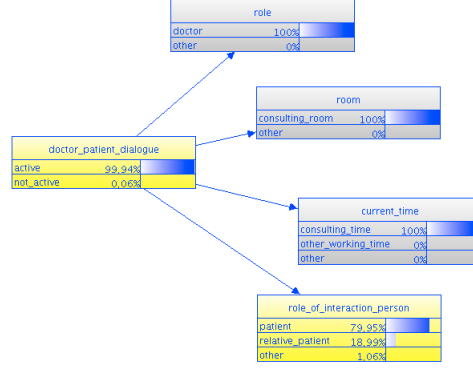 role
doctor 100%
other 0%
room
consulting_room 100%
other 0%
doctor_patient_dialogue
active 99,94%
not_active 0,06%
current_time
consulting_time 100%
other_working_time 0%
other 0%
role_of_interaction_person
patient 79,95%
relative_patient 18,99%
other 1,06%